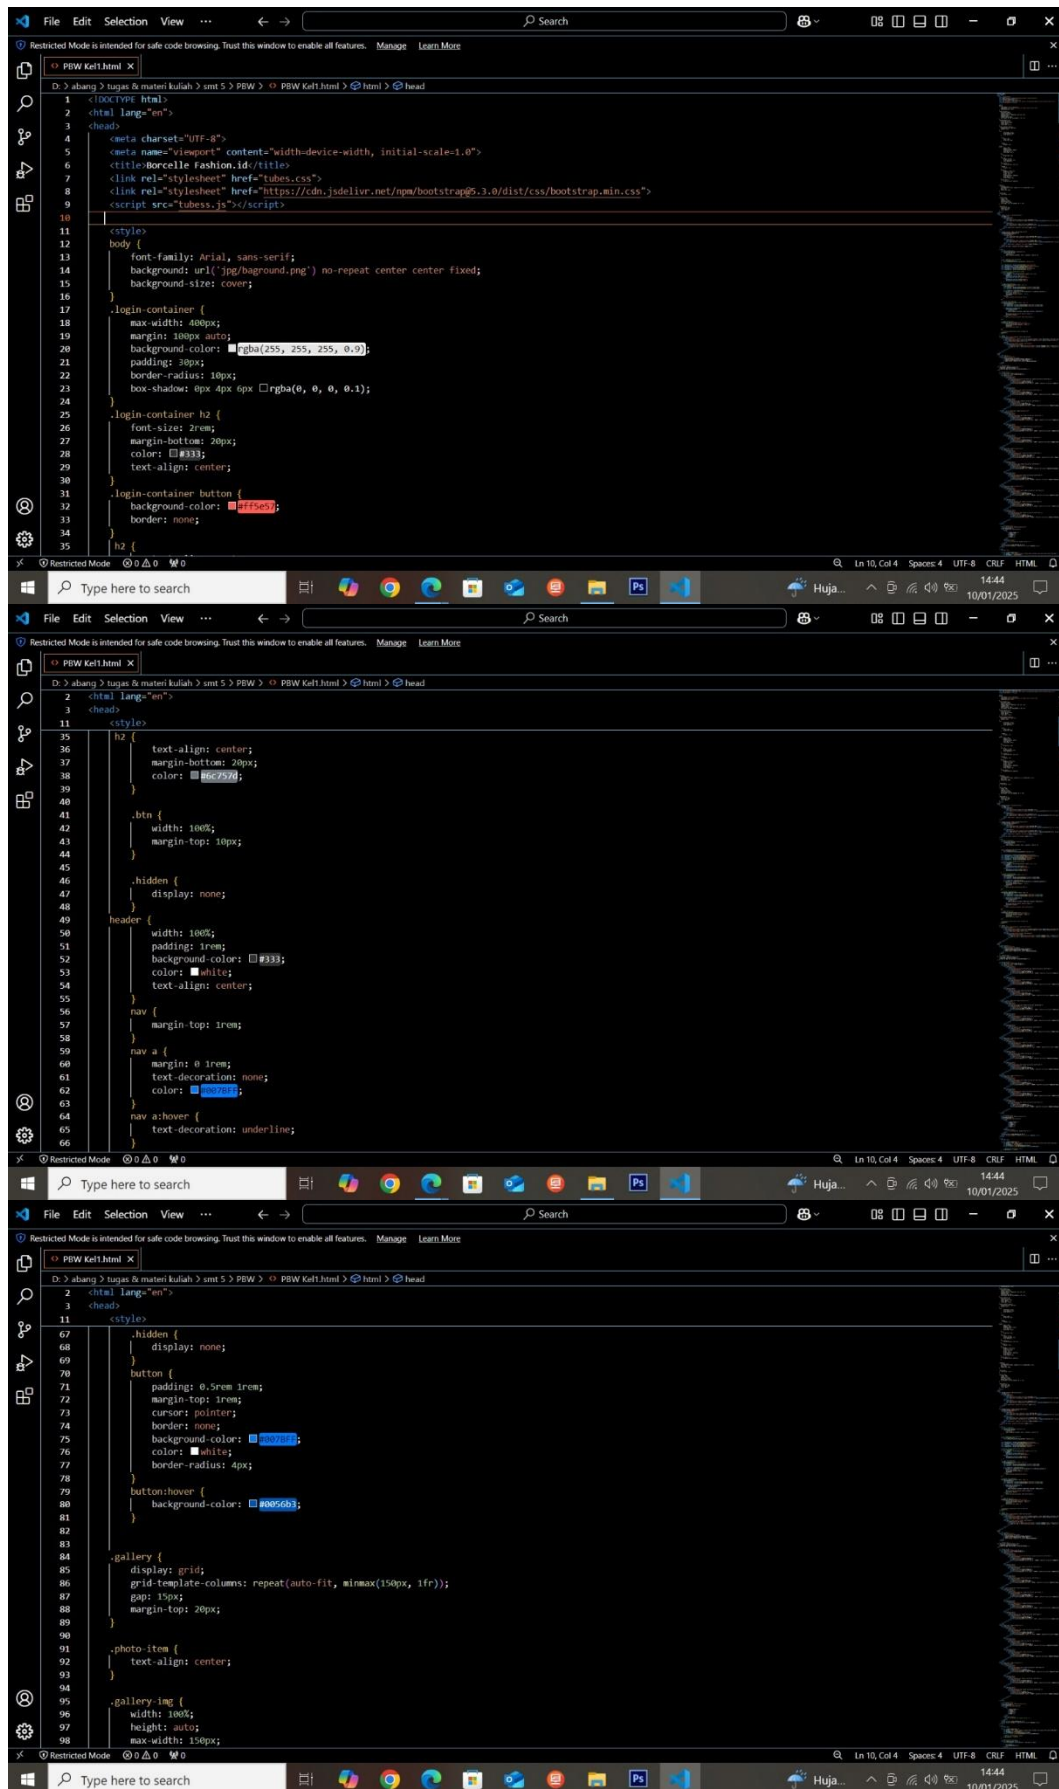 File Edit Selection View ··· ← → Search
Restricted Mode is intended for safe code browsing. Trust this window to enable all features. Manage Learn More
PBW Kel1.html
D: > abang > tugas & materi kuliah > smt 5 > PBW > PBW Kel1.html > html > head
1 <!DOCTYPE html>
2 <html lang="en">
3 <head>
4 <meta charset="UTF-8">
5 <meta name="viewport" content="width=device-width, initial-scale=1.0">
6 <title>Borcelle Fashion.id</title>
7 <link rel="stylesheet" href="tubes.css">
8 <link rel="stylesheet" href="https://cdn.jsdelivr.net/npm/bootstrap@5.3.0/dist/css/bootstrap.min.css">
9 <script src="tubess.js"></script>
10
11 <style>
12 body {
13 font-family: Arial, sans-serif;
14 background: url('jpg/baground.png') no-repeat center center fixed;
15 background-size: cover;
16 }
17 .login-container {
18 max-width: 400px;
19 margin: 100px auto;
20 background-color: rgba(255, 255, 255, 0.9);
21 padding: 30px;
22 border-radius: 10px;
23 box-shadow: 0px 4px 6px rgba(0, 0, 0, 0.1);
24 }
25 .login-container h2 {
26 font-size: 2rem;
27 margin-bottom: 20px;
28 color: #333;
29 text-align: center;
30 }
31 .login-container button {
32 background-color: #ff5e57;
33 border: none;
34 }
35 h2 {
Restricted Mode 0 0 0 Ln 10, Col 4 Spaces: 4 UTF-8 CRLF HTML
Type here to search Ps Huja... 14:44
10/01/2025
File Edit Selection View ··· ← → Search
Restricted Mode is intended for safe code browsing. Trust this window to enable all features. Manage Learn More
PBW Kel1.html
D: > abang > tugas & materi kuliah > smt 5 > PBW > PBW Kel1.html > html > head
2 <html lang="en">
3 <head>
11 <style>
35 h2 {
36 text-align: center;
37 margin-bottom: 20px;
38 color: #6c757d;
39 }
40
41 .btn {
42 width: 100%;
43 margin-top: 10px;
44 }
45
46 .hidden {
47 display: none;
48 }
49 header {
50 width: 100%;
51 padding: 1rem;
52 background-color: #333;
53 color: white;
54 text-align: center;
55 }
56 nav {
57 margin-top: 1rem;
58 }
59 nav a {
60 margin: 0 1rem;
61 text-decoration: none;
62 color: #007BFF;
63 }
64 nav a:hover {
65 text-decoration: underline;
66 }
Restricted Mode 0 0 0 Ln 10, Col 4 Spaces: 4 UTF-8 CRLF HTML
Type here to search Ps Huja... 14:44
10/01/2025
File Edit Selection View ··· ← → Search
Restricted Mode is intended for safe code browsing. Trust this window to enable all features. Manage Learn More
PBW Kel1.html
D: > abang > tugas & materi kuliah > smt 5 > PBW > PBW Kel1.html > html > head
2 <html lang="en">
3 <head>
11 <style>
67 .hidden {
68 display: none;
69 }
70 button {
71 padding: 0.5rem 1rem;
72 margin-top: 1rem;
73 cursor: pointer;
74 border: none;
75 background-color: #007BFF;
76 color: white;
77 border-radius: 4px;
78 }
79 button:hover {
80 background-color: #0056b3;
81 }
82
83
84 .gallery {
85 display: grid;
86 grid-template-columns: repeat(auto-fit, minmax(150px, 1fr));
87 gap: 15px;
88 margin-top: 20px;
89 }
90
91 .photo-item {
92 text-align: center;
93 }
94
95 .gallery-img {
96 width: 100%;
97 height: auto;
98 max-width: 150px;
Restricted Mode 0 0 0 Ln 10, Col 4 Spaces: 4 UTF-8 CRLF HTML
Type here to search Ps Huja... 14:44
10/01/2025